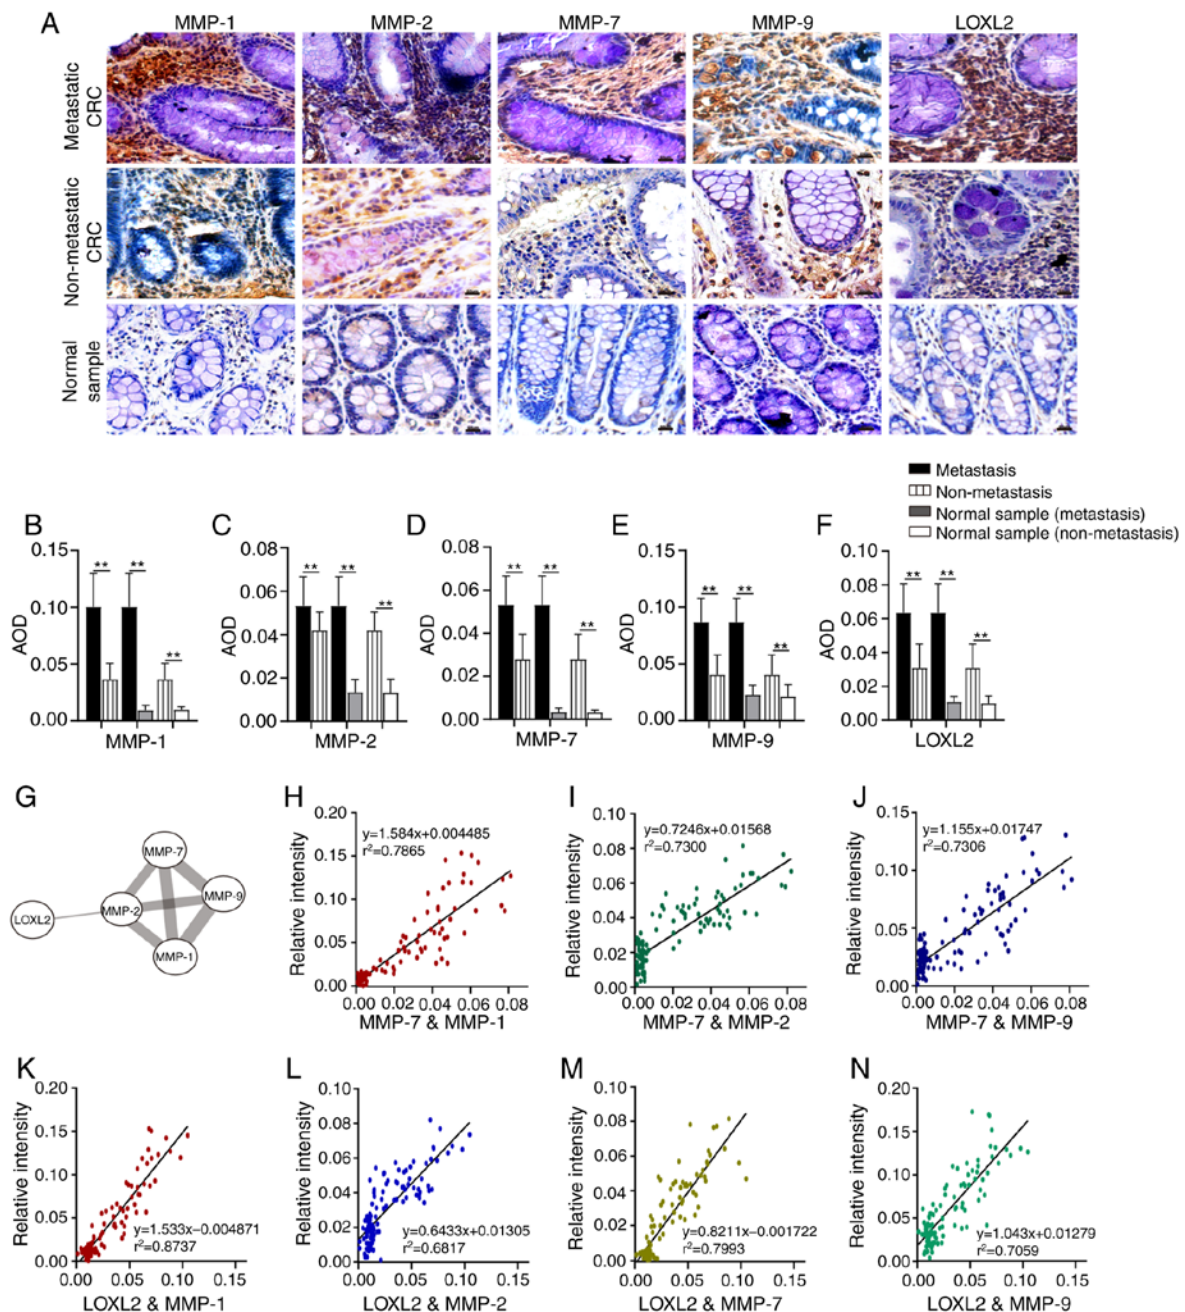 A
MMP-1
MMP-2
MMP-7
MMP-9
LOXL2
Metastatic
CRC
Non-metastatic
CRC
Normal
sample
Metastasis
Non-metastasis
Normal sample (metastasis)
Normal sample (non-metastasis)
B
AOD
0.15
0.10
0.05
0.00
**
**
**
MMP-1
C
AOD
0.08
0.06
0.04
0.02
0.00
**
**
**
MMP-2
D
AOD
0.08
0.06
0.04
0.02
0.00
**
**
**
MMP-7
E
AOD
0.15
0.10
0.05
0.00
**
**
**
MMP-9
F
AOD
0.10
0.08
0.06
0.04
0.02
0.00
**
**
**
LOXL2
G
MMP-7
MMP-9
MMP-2
LOXL2
MMP-1
H
Relative intensity
0.20
0.15
0.10
0.05
0.00
y=1.584x+0.004485
r²=0.7865
0.00 0.02 0.04 0.06 0.08
MMP-7 & MMP-1
I
Relative intensity
0.10
0.08
0.06
0.04
0.02
0.00
y=0.7246x+0.01568
r²=0.7300
0.00 0.02 0.04 0.06 0.08
MMP-7 & MMP-2
J
Relative intensity
0.15
0.10
0.05
0.00
y=1.155x+0.01747
r²=0.7306
0.00 0.02 0.04 0.06 0.08
MMP-7 & MMP-9
K
Relative intensity
0.20
0.15
0.10
0.05
0.00
y=1.533x−0.004871
r²=0.8737
0.00 0.05 0.10 0.15
LOXL2 & MMP-1
L
Relative intensity
0.10
0.08
0.06
0.04
0.02
0.00
y=0.6433x+0.01305
r²=0.6817
0.00 0.05 0.10 0.15
LOXL2 & MMP-2
M
Relative intensity
0.10
0.08
0.06
0.04
0.02
0.00
y=0.8211x−0.001722
r²=0.7993
0.00 0.05 0.10 0.15
LOXL2 & MMP-7
N
Relative intensity
0.20
0.15
0.10
0.05
0.00
y=1.043x+0.01279
r²=0.7059
0.00 0.05 0.10 0.15
LOXL2 & MMP-9